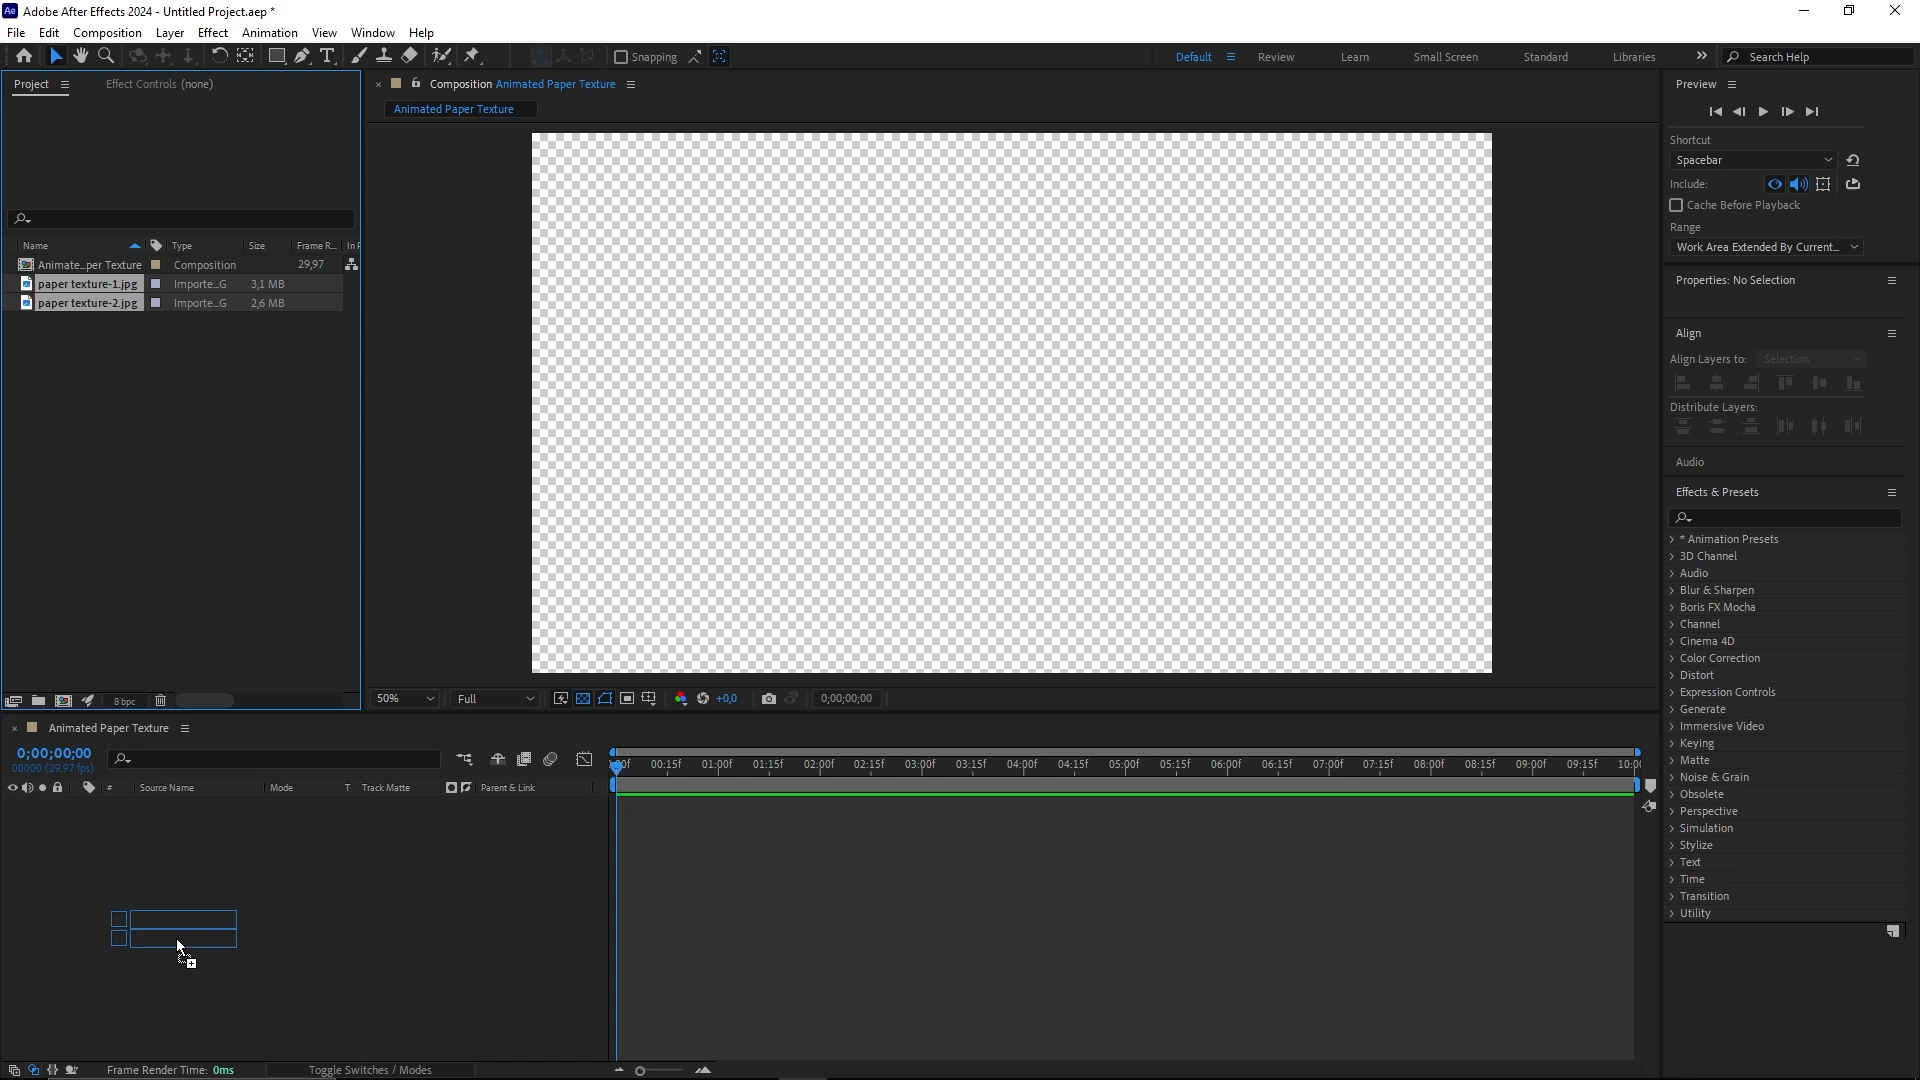 Ae Adobe After Effects 2024 - Untitled Project.aep *
File Edit Composition Layer Effect Animation View Window Help
Snapping Default Review Learn Small Screen Standard Libraries Search Help
Project Effect Controls (none)
Composition Animated Paper Texture
Animated Paper Texture
Name Type Size Frame R...
Animate...per Texture Composition 29,97
paper texture-1.jpg Importe...G 3,1 MB
paper texture-2.jpg Importe...G 2,6 MB
8 bpc
50% Full +0,0 0;00;00;00
Preview
Shortcut
Spacebar
Include:
Cache Before Playback
Range
Work Area Extended By Current...
Properties: No Selection
Align
Align Layers to: Selection
Distribute Layers:
Audio
Effects & Presets
* Animation Presets
3D Channel
Audio
Blur & Sharpen
Boris FX Mocha
Channel
Cinema 4D
Color Correction
Distort
Expression Controls
Generate
Immersive Video
Keying
Matte
Noise & Grain
Obsolete
Perspective
Simulation
Stylize
Text
Time
Transition
Utility
Animated Paper Texture
0;00;00;00
00000 (29.97 fps)
00:15f 01:00f 01:15f 02:00f 02:15f 03:00f 03:15f 04:00f 04:15f 05:00f 05:15f 06:00f 06:15f 07:00f 07:15f 08:00f 08:15f 09:00f 09:15f
# Source Name Mode T Track Matte Parent & Link
Frame Render Time: 0ms Toggle Switches / Modes